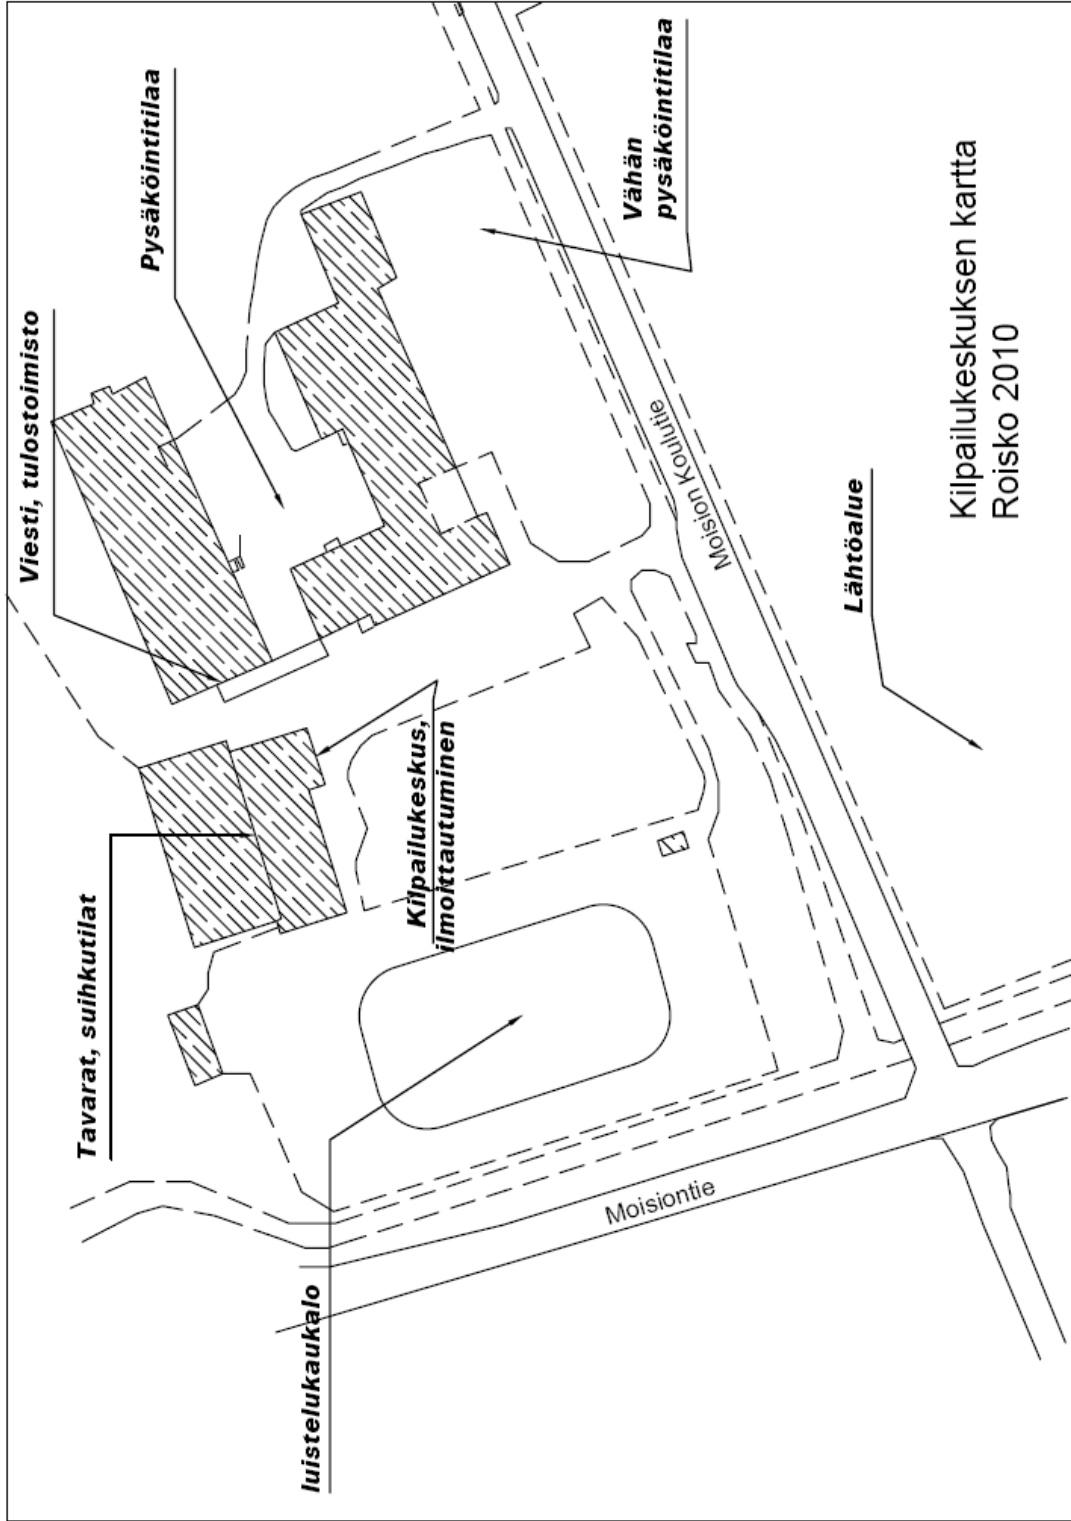 luistelukaukalo
Tavarat, suihkutilat
Viesti, tulostoimisto
Pysäköintitilaa
Kilpailukeskus,
ilmoittautuminen
Vähän
pysäköintitilaa
Moisiontie
Moision Koulutie
Lähtöalue
Kilpailukeskuksen kartta
Roisko 2010